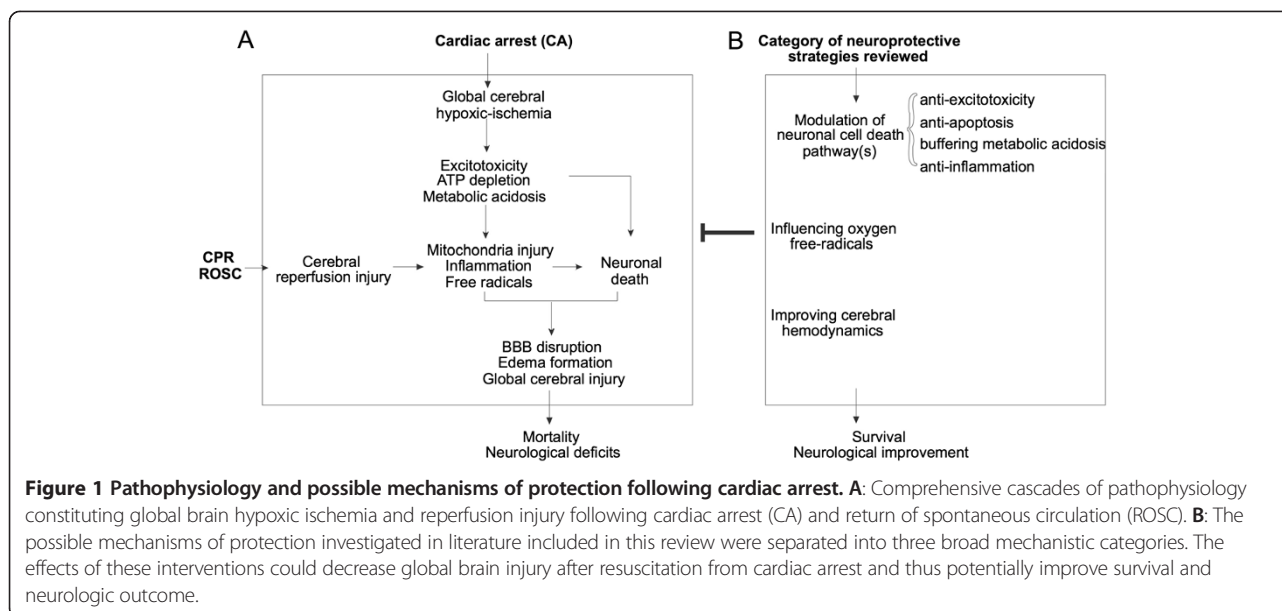 A
Cardiac arrest (CA)
Global cerebral
hypoxic-ischemia
Excitotoxicity
ATP depletion
Metabolic acidosis
CPR
ROSC
Cerebral
reperfusion injury
Mitochondria injury
Inflammation
Free radicals
Neuronal
death
BBB disruption
Edema formation
Global cerebral injury
Mortality
Neurological deficits
B
Category of neuroprotective
strategies reviewed
Modulation of
neuronal cell death
pathway(s)
anti-excitotoxicity
anti-apoptosis
buffering metabolic acidosis
anti-inflammation
Influencing oxygen
free-radicals
Improving cerebral
hemodynamics
Survival
Neurological improvement
Figure 1 Pathophysiology and possible mechanisms of protection following cardiac arrest. A: Comprehensive cascades of pathophysiology
constituting global brain hypoxic ischemia and reperfusion injury following cardiac arrest (CA) and return of spontaneous circulation (ROSC). B: The
possible mechanisms of protection investigated in literature included in this review were separated into three broad mechanistic categories. The
effects of these interventions could decrease global brain injury after resuscitation from cardiac arrest and thus potentially improve survival and
neurologic outcome.